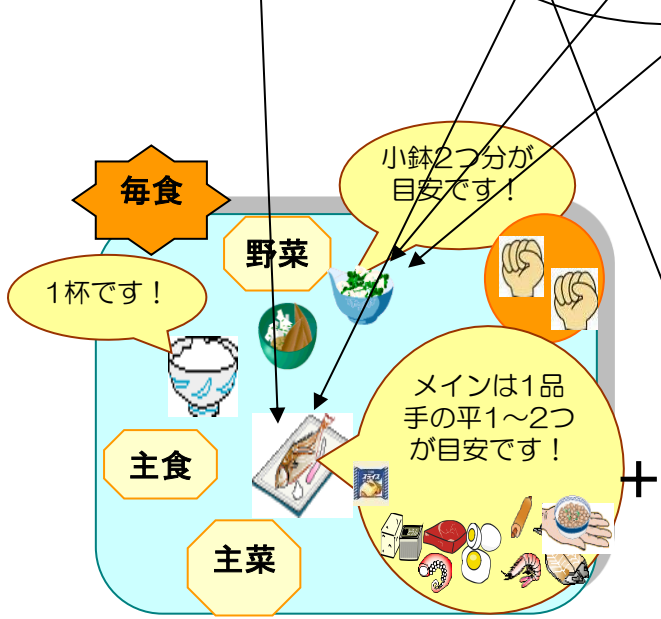 小鉢2つ分が
目安です！
毎食
野菜
1杯です！
メインは1品
手の平1～2つ
が目安です！
主食
+
主菜